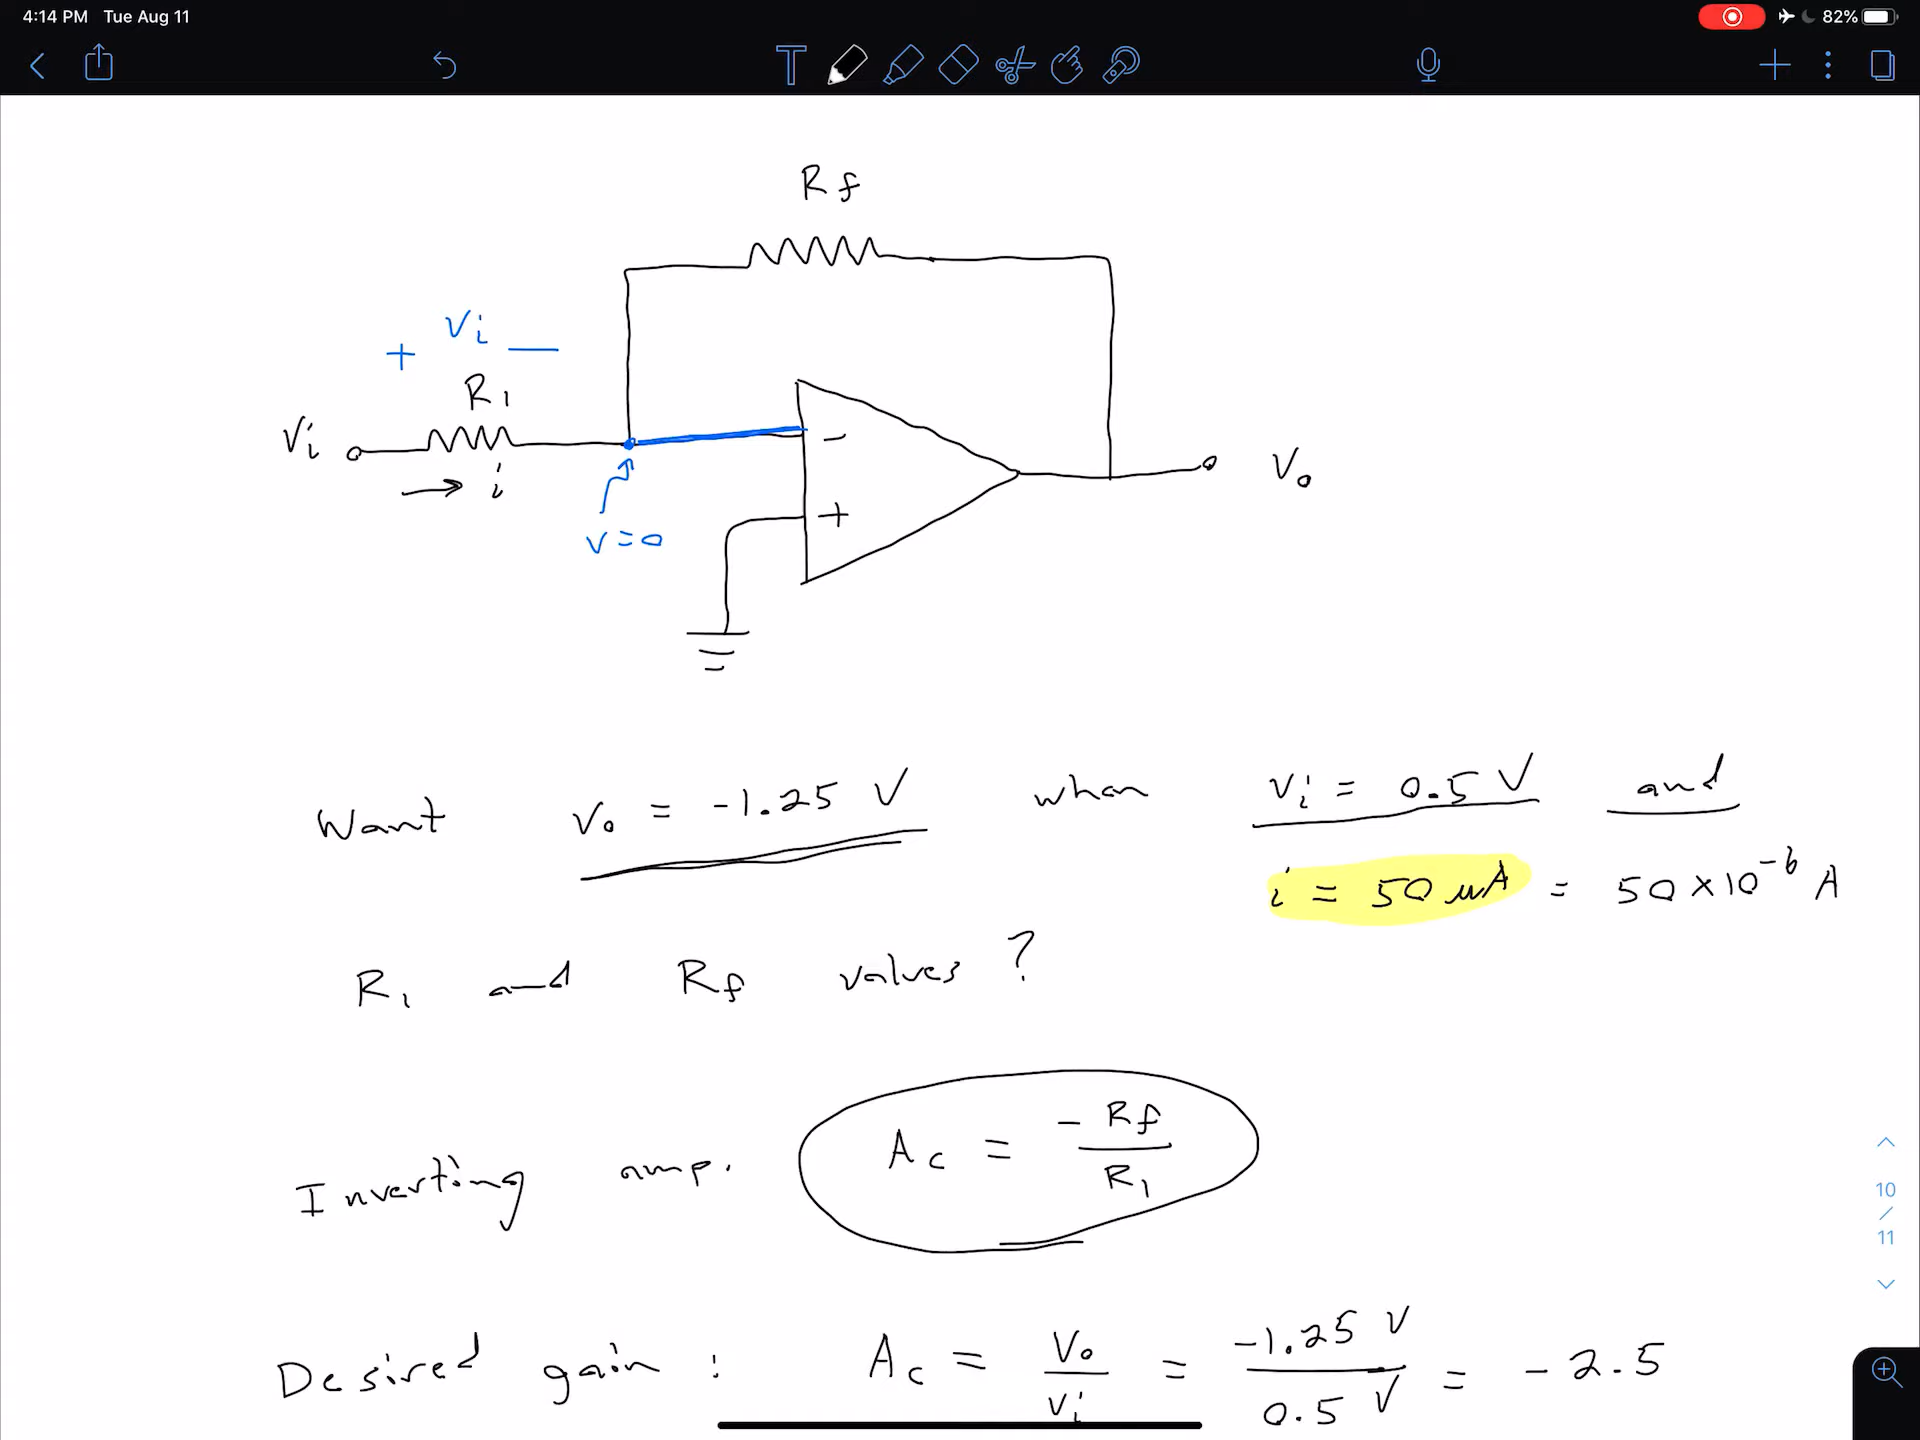 4:14 PM Tue Aug 11
82%
T
Rf
+ Vi −
R1
Vi
i
v=0
−
+
Vo
Want vo = -1.25 V when vi = 0.5 V and
i = 50 μA = 50 × 10^-6 A
R1 and Rf values?
Inverting amp. Ac = -Rf/R1
Desired gain: Ac = Vo/Vi = -1.25 V/0.5 V = -2.5
10
/
11